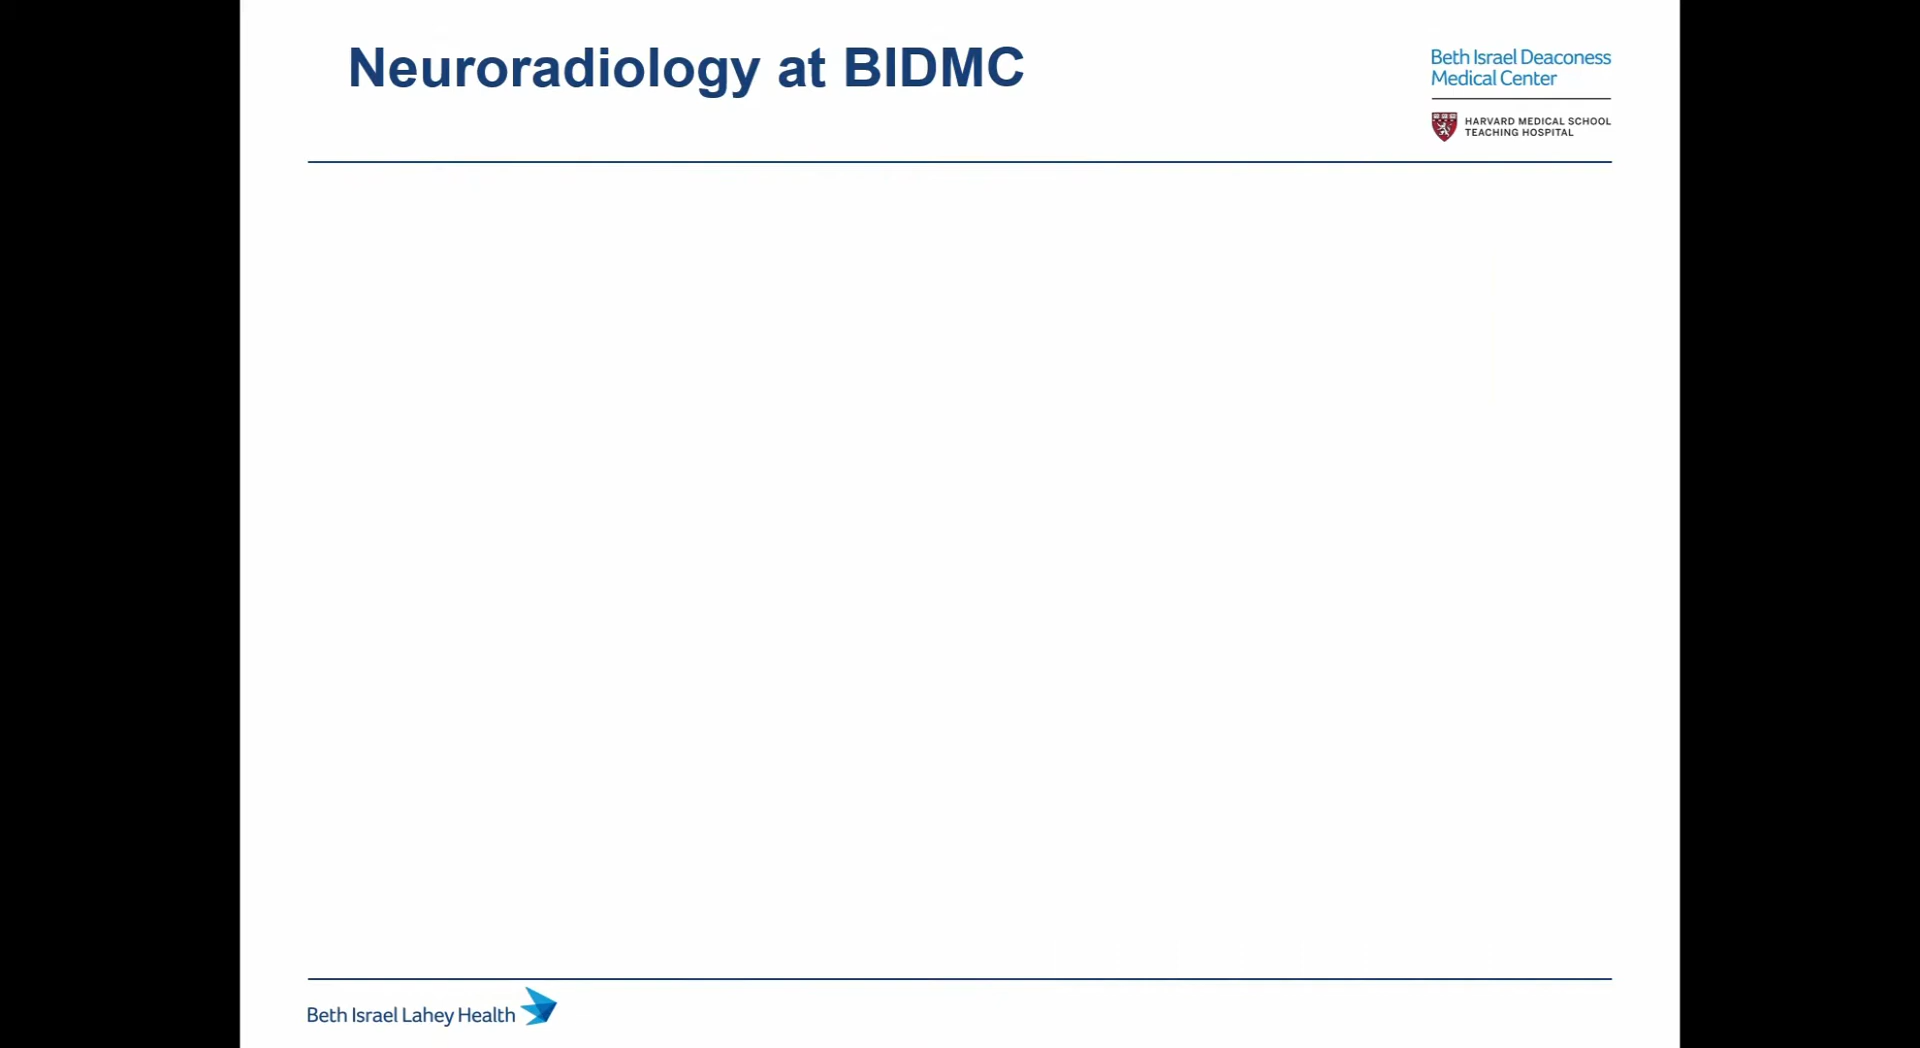 Neuroradiology at BIDMC
Beth Israel Deaconess
Medical Center
HARVARD MEDICAL SCHOOL
TEACHING HOSPITAL
Beth Israel Lahey Health